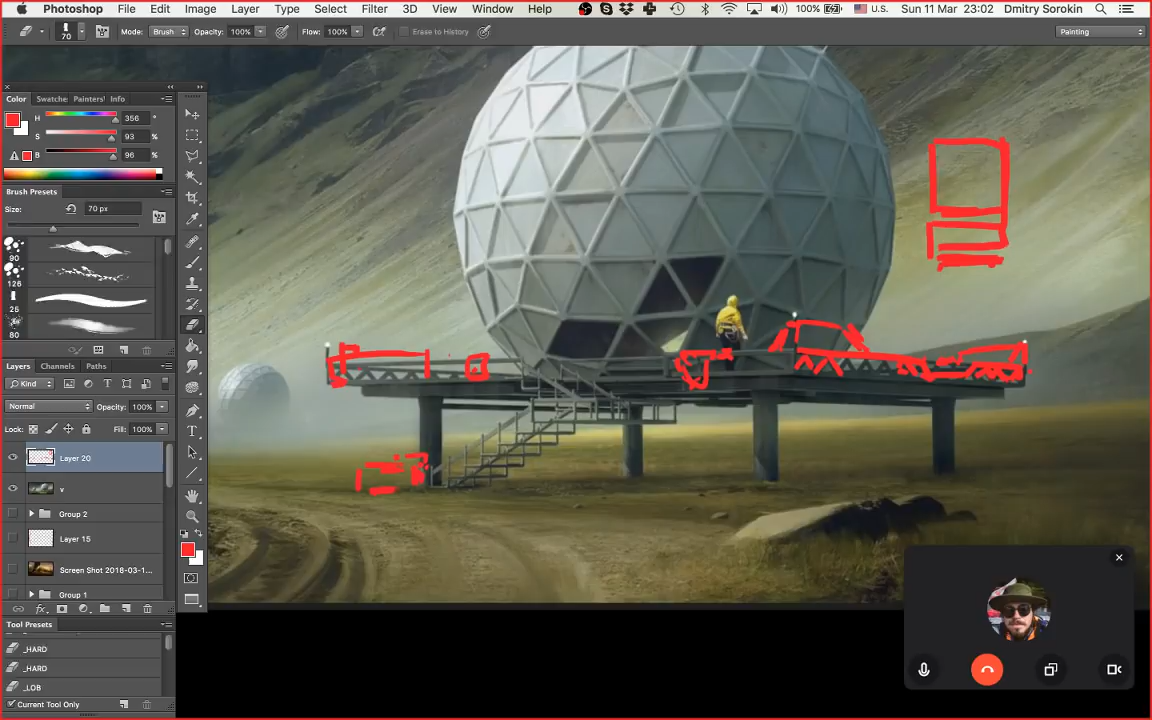 Photoshop File Edit Image Layer Type Select Filter 3D View Window Help 100% U.S. Sun 11 Mar 23:02 Dmitry Sorokin
70 Mode: Brush Opacity: 100% Flow: 100% Erase to History Painting
Color Swatche Painters' Info
H 356 °
S 93 %
B 96 %
Brush Presets
Size: 70 px
90
126
25
80
Layers Channels Paths
Kind
Normal Opacity: 100%
Lock: Fill: 100%
Layer 20
v
Group 2
Layer 15
Screen Shot 2018-03-1...
Group 1
Tool Presets
_HARD
_HARD
_LOB
Current Tool Only